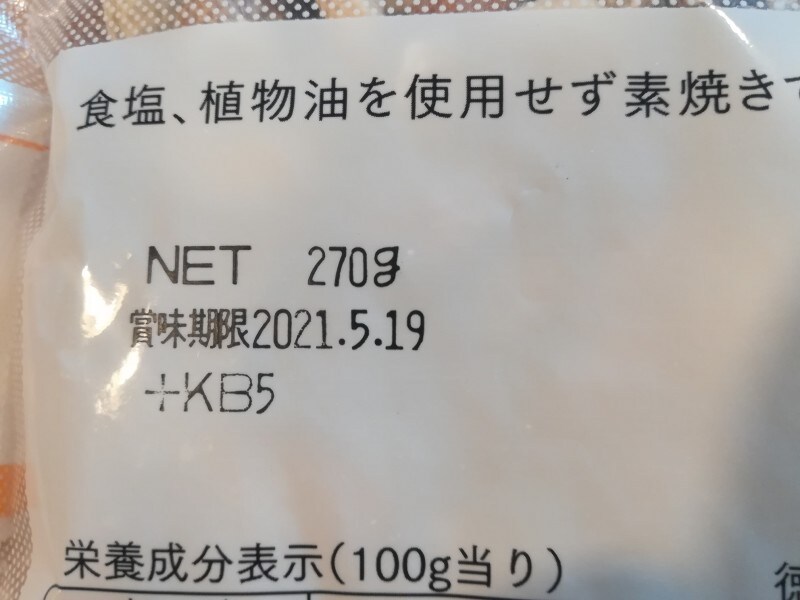 食塩、植物油を使用せず素焼き
NET 270g
賞味期限2021.5.19
+KB5
栄養成分表示(100g当り)
徳